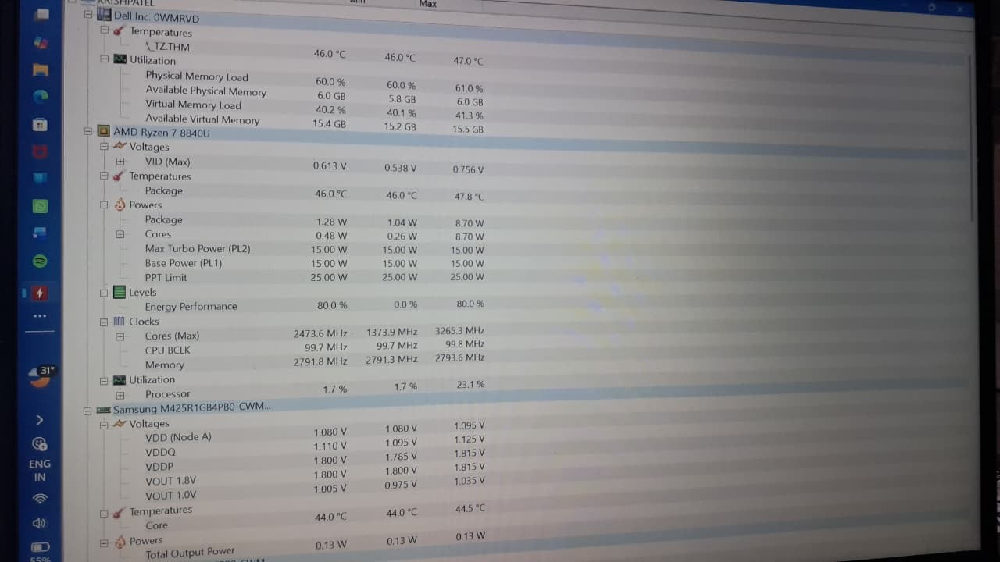 KRISHPATEL
Min Max
Dell Inc. 0WMRVD
Temperatures
\_TZ.THM 46.0 °C 46.0 °C 47.0 °C
Utilization
Physical Memory Load 60.0 % 60.0 % 61.0 %
Available Physical Memory 6.0 GB 5.8 GB 6.0 GB
Virtual Memory Load 40.2 % 40.1 % 41.3 %
Available Virtual Memory 15.4 GB 15.2 GB 15.5 GB
AMD Ryzen 7 8840U
Voltages
VID (Max) 0.613 V 0.538 V 0.756 V
Temperatures
Package 46.0 °C 46.0 °C 47.8 °C
Powers
Package 1.28 W 1.04 W 8.70 W
Cores 0.48 W 0.26 W 8.70 W
Max Turbo Power (PL2) 15.00 W 15.00 W 15.00 W
Base Power (PL1) 15.00 W 15.00 W 15.00 W
PPT Limit 25.00 W 25.00 W 25.00 W
Levels
Energy Performance 80.0 % 0.0 % 80.0 %
Clocks
Cores (Max) 2473.6 MHz 1373.9 MHz 3265.3 MHz
CPU BCLK 99.7 MHz 99.7 MHz 99.8 MHz
Memory 2791.8 MHz 2791.3 MHz 2793.6 MHz
Utilization
Processor 1.7 % 1.7 % 23.1 %
Samsung M425R1GB4PB0-CWM...
Voltages
VDD (Node A) 1.080 V 1.080 V 1.095 V
VDDQ 1.110 V 1.095 V 1.125 V
VDDP 1.800 V 1.785 V 1.815 V
VOUT 1.8V 1.800 V 1.800 V 1.815 V
VOUT 1.0V 1.005 V 0.975 V 1.035 V
Temperatures
Core 44.0 °C 44.0 °C 44.5 °C
Powers
Total Output Power 0.13 W 0.13 W 0.13 W
31°
ENG
IN
55%